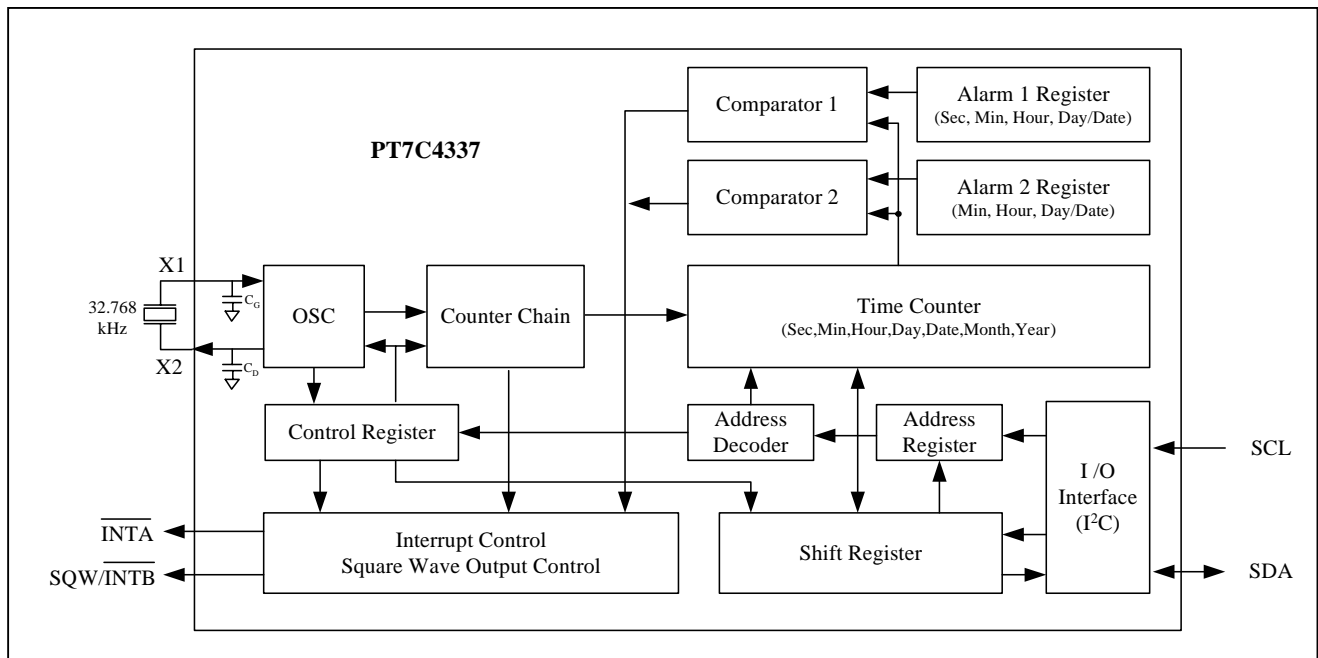 Comparator 1
Alarm 1 Register
(Sec, Min, Hour, Day/Date)
PT7C4337
Comparator 2
Alarm 2 Register
(Min, Hour, Day/Date)
X1
32.768
kHz
X2
C_G
C_D
OSC
Counter Chain
Time Counter
(Sec,Min,Hour,Day,Date,Month,Year)
Control Register
Address
Decoder
Address
Register
I /O
Interface
(I²C)
SCL
SDA
INTA
SQW/INTB
Interrupt Control
Square Wave Output Control
Shift Register